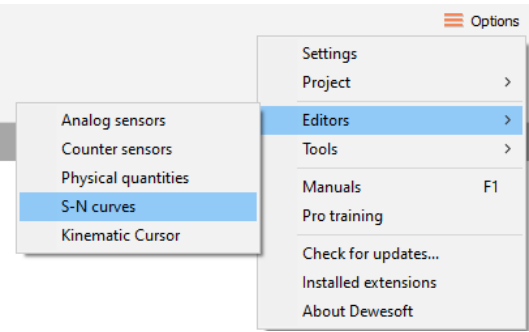 Options
Settings
Project
Editors
Tools
Manuals F1
Pro training
Check for updates...
Installed extensions
About Dewesoft
Analog sensors
Counter sensors
Physical quantities
S-N curves
Kinematic Cursor